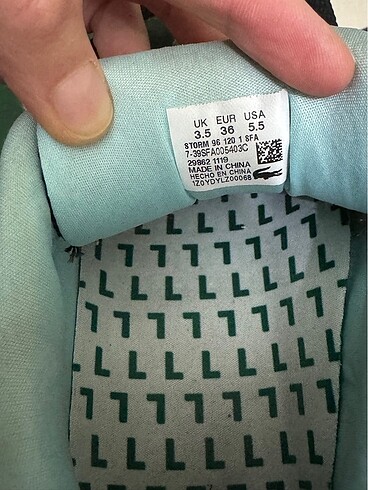 UK EUR USA
3.5 36 5.5
STORM 96 120 1 SFA
7-39SFA005403C
29862 1119
MADE IN CHINA
HECHO EN CHINA
1Z0YDYLZ00068